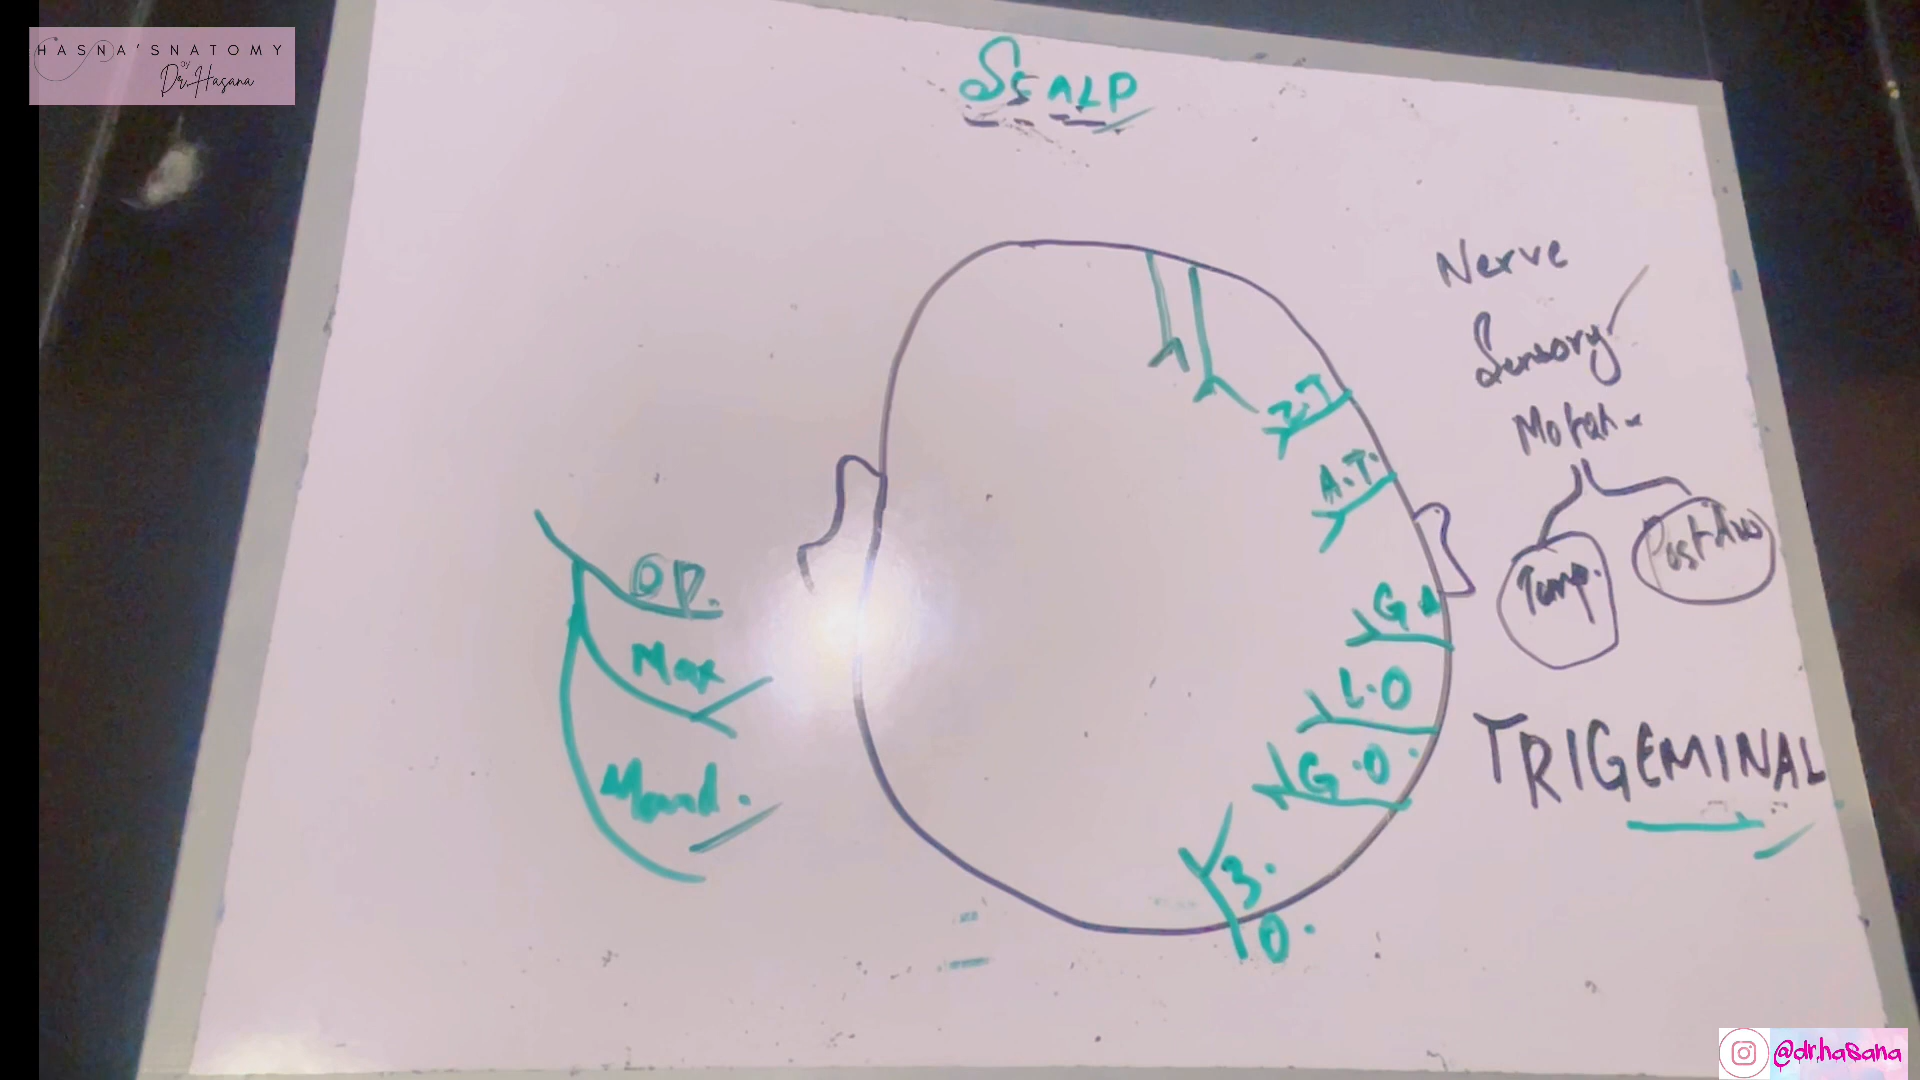 HASNA'SNATOMY
by
Dr.Hasana
SCALP
Nerve
Sensory
Motor
Temp.
Post Au
TRIGEMINAL
Z.T
A.T.
G A
L.O
G.O.
3.
O.
OP.
Max
Mand.
@dr.hasana